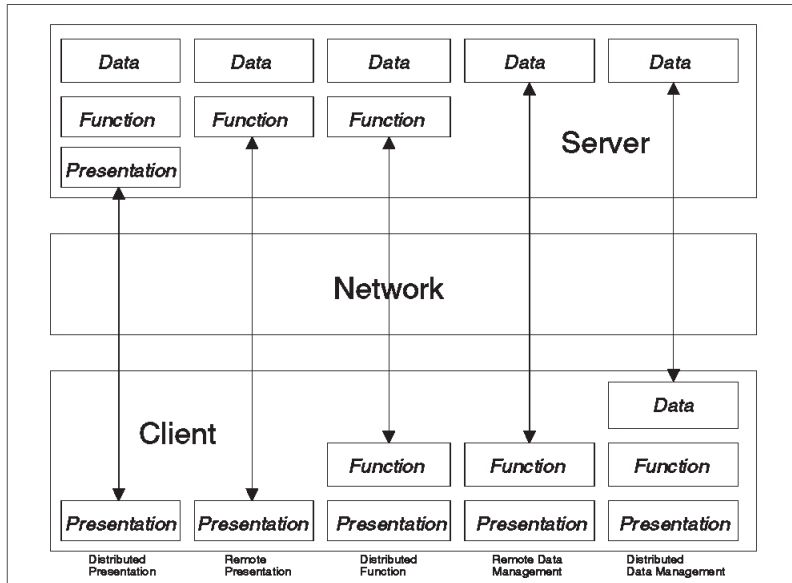 Data Data Data Data Data
Function Function Function
Server
Presentation
Network
Data
Client
Function Function Function
Presentation Presentation Presentation Presentation Presentation
Distributed Remote Distributed Remote Data Distributed
Presentation Presentation Function Management Data Management